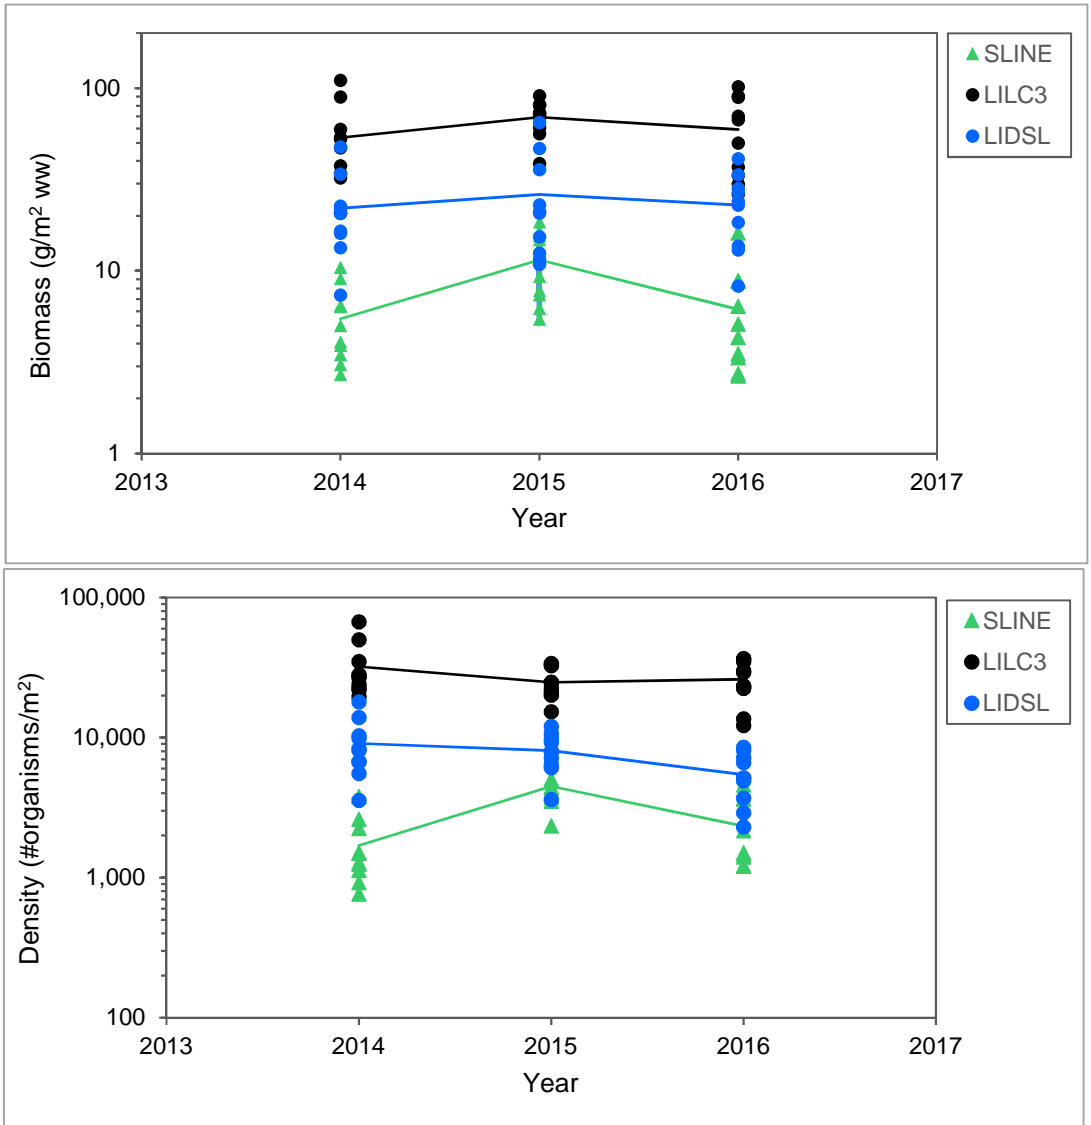 SLINE
LILC3
LIDSL
100
10
1
Biomass (g/m² ww)
2013 2014 2015 2016 2017
Year
SLINE
LILC3
LIDSL
100,000
10,000
1,000
100
Density (#organisms/m²)
2013 2014 2015 2016 2017
Year